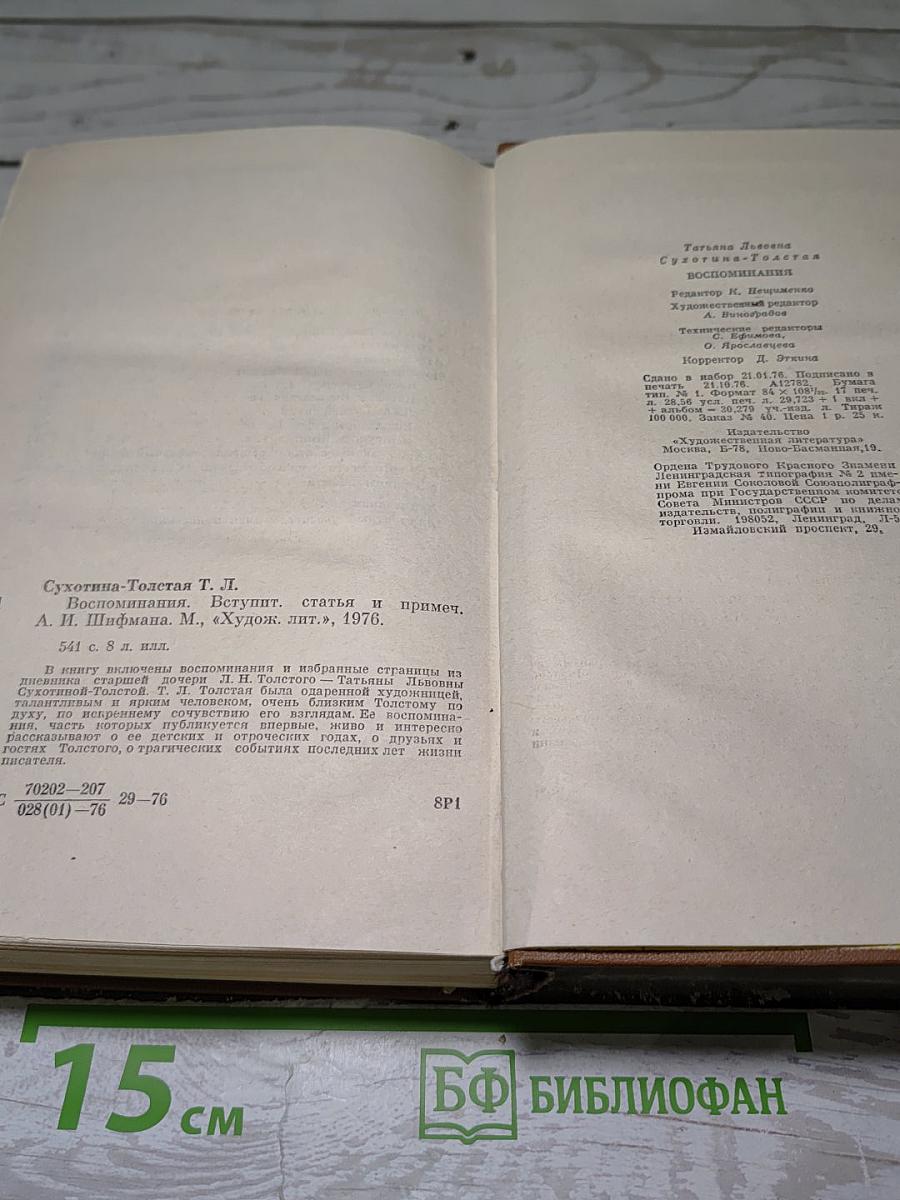 Сухотина-Толстая Т. Л.
Воспоминания. Вступит. статья и примеч.
А. И. Шифмана. М., «Худож. лит.», 1976.
541 с. 8 л. илл.
В книгу включены воспоминания и избранные страницы из
дневника старшей дочери Л. Н. Толстого — Татьяны Львовны
Сухотиной-Толстой. Т. Л. Толстая была одаренной художницей,
талантливым и ярким человеком, очень близким Толстому по
духу, по искреннему сочувствию его взглядам. Ее воспомина-
ния, часть которых публикуется впервые, живо и интересно
рассказывают о ее детских и отроческих годах, о друзьях и
гостях Толстого, о трагических событиях последних лет жизни
писателя.
С 70202—207
028(01)—76 29—76
8Р1
Татьяна Львовна
Сухотина-Толстая
ВОСПОМИНАНИЯ
Редактор К. Нещименко
Художественный редактор
А. Виноградов
Технические редакторы
С. Ефимова,
О. Ярославцева
Корректор Д. Эткина
Сдано в набор 21.01.76. Подписано в
печать 21.10.76. А12782. Бумага
тип. № 1. Формат 84 × 108¹/₃₂. 17 печ.
л. 28,56 усл. печ. л. 29,723 + 1 вкл +
+ альбом = 30,279 уч.-изд. л. Тираж
100 000. Заказ № 40. Цена 1 р. 25 к.
Издательство
«Художественная литература»
Москва, Б-78, Ново-Басманная, 19.
Ордена Трудового Красного Знамени
Ленинградская типография № 2 име-
ни Евгении Соколовой Союзполиграф-
прома при Государственном комитете
Совета Министров СССР по делам
издательств, полиграфии и книжно
торговли. 198052, Ленинград, Л-5
Измайловский проспект, 29.
15 см
БФ БИБЛИОФАН